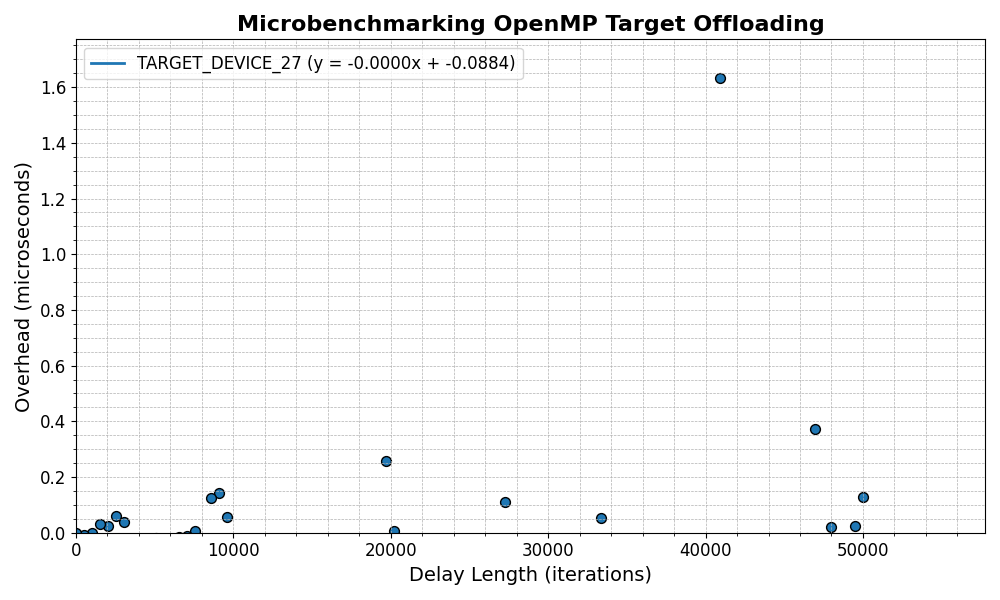 Microbenchmarking OpenMP Target Offloading
TARGET_DEVICE_27 (y = -0.0000x + -0.0884)
Overhead (microseconds)
1.6
1.4
1.2
1.0
0.8
0.6
0.4
0.2
0.0
0 10000 20000 30000 40000 50000
Delay Length (iterations)